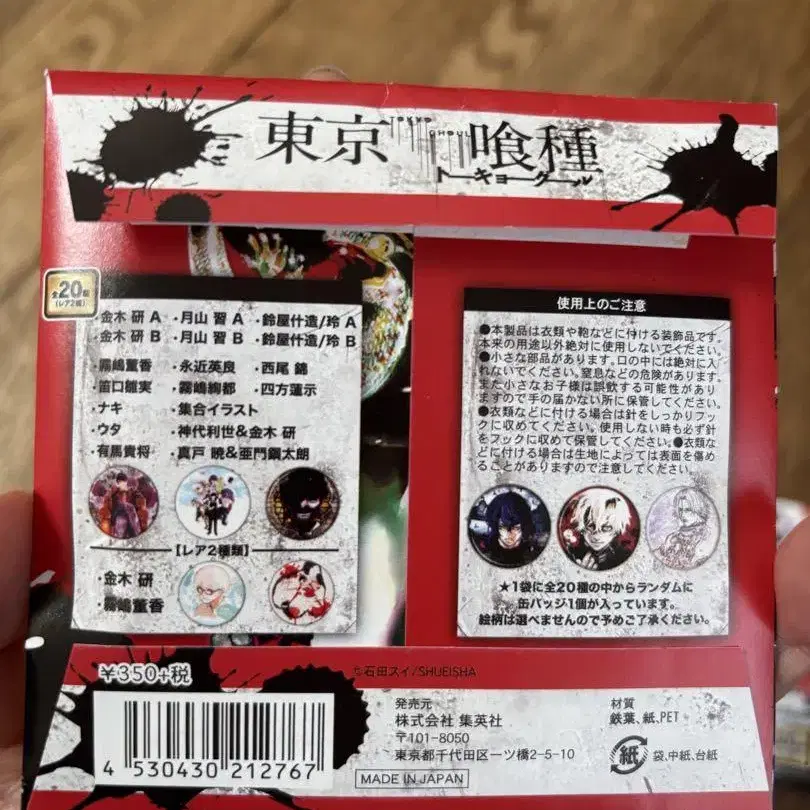 東京 喰種
TOKYO GHOUL
トーキョーグール
全20種
(レア2種)
・金木 研 A ・月山 習 A ・鈴屋什造/玲 A
・金木 研 B ・月山 習 B ・鈴屋什造/玲 B
・霧嶋董香 ・永近英良 ・西尾 錦
・笛口雛実 ・霧嶋絢都 ・四方蓮示
・ナキ ・集合イラスト
・ウタ ・神代利世&金木 研
・有馬貴将 ・真戸 暁&亜門鋼太朗
【レア2種類】
・金木 研
・霧嶋董香
使用上のご注意
●本製品は衣類や鞄などに付ける装飾品です。
本来の用途以外絶対に使用しないでください。
●小さな部品があります。口の中には絶対に入
れないでください。窒息などの危険があります。
また小さなお子様は誤飲する可能性があり
ますので手の届かない所に保管してください。
●衣類などに付ける場合は針をしっかりフッ
クに収めてください。使用しない時も必ず針
をフックに収めて保管してください。●衣類な
どに付ける場合は生地によっては表面を傷め
ることがありますので注意してください。
★1袋に全20種の中からランダムに
缶バッジ1個が入っています。
絵柄は選べませんので予めご了承ください。
¥350+税
©石田スイ/SHUEISHA
4 530430 212767
発売元
株式会社 集英社
〒101-8050
東京都千代田区一ツ橋2-5-10
MADE IN JAPAN
材質
鉄葉、紙、PET
紙 袋、中紙、台紙